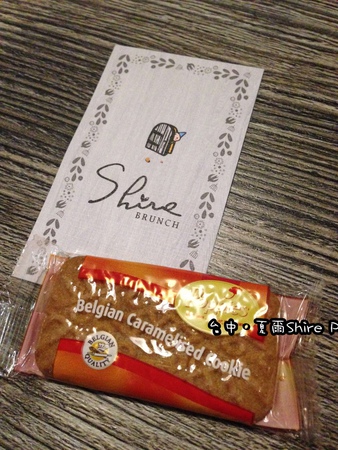 Shire
BRUNCH
Belgian Caramelised Cookie
BELGIAN
QUALITY
台中・夏爾Shire